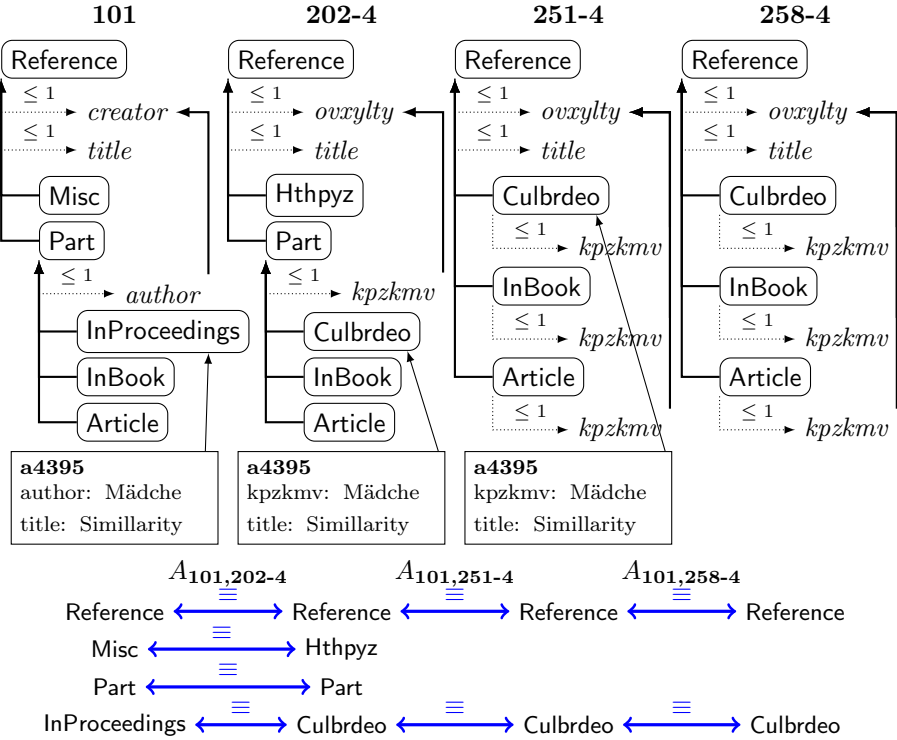 101 202-4 251-4 258-4
Reference Reference Reference Reference
≤ 1 ≤ 1 ≤ 1 ≤ 1
creator ovxylty ovxylty ovxylty
≤ 1 ≤ 1 ≤ 1 ≤ 1
title title title title
Misc Hthpyz Culbrdeo Culbrdeo
Part Part ≤ 1 ≤ 1
kpzkmv kpzkmv
≤ 1 ≤ 1
author kpzkmv InBook InBook
≤ 1 ≤ 1
InProceedings Culbrdeo kpzkmv kpzkmv
InBook InBook Article Article
≤ 1 ≤ 1
Article Article kpzkmv kpzkmv
a4395 a4395 a4395
author: Mädche kpzkmv: Mädche kpzkmv: Mädche
title: Simillarity title: Simillarity title: Simillarity
A101,202-4 A101,251-4 A101,258-4
≡ ≡ ≡
Reference Reference Reference Reference
≡
Misc Hthpyz
≡
Part Part
≡ ≡ ≡
InProceedings Culbrdeo Culbrdeo Culbrdeo